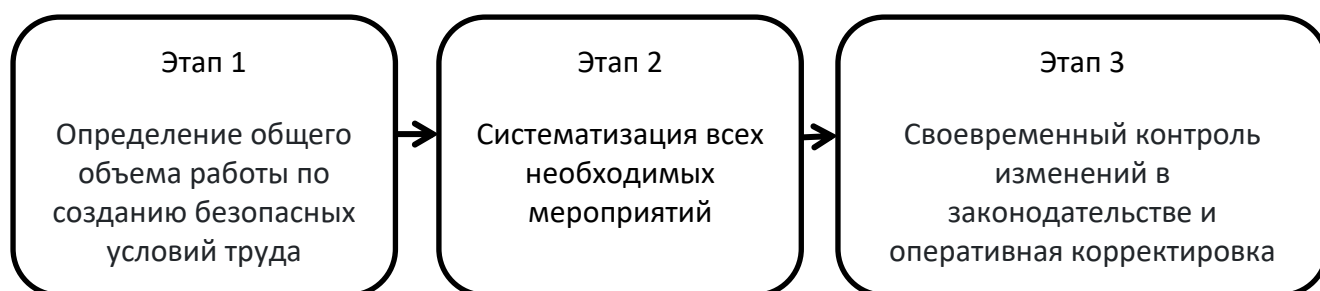 Этап 1
Определение общего
объема работы по
созданию безопасных
условий труда
Этап 2
Систематизация всех
необходимых
мероприятий
Этап 3
Своевременный контроль
изменений в
законодательстве и
оперативная корректировка